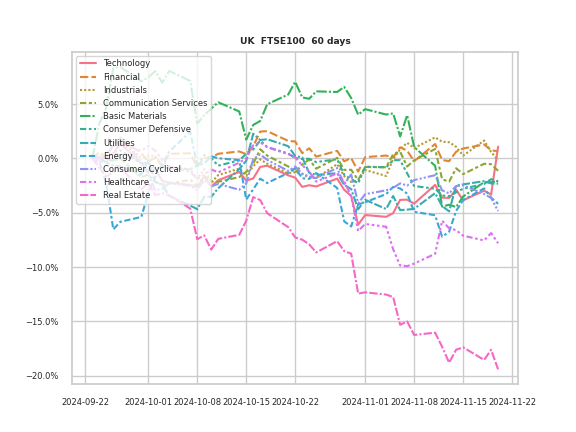 UK FTSE100 60 days
Technology
Financial
Industrials
Communication Services
Basic Materials
Consumer Defensive
Utilities
Energy
Consumer Cyclical
Healthcare
Real Estate
5.0%
0.0%
−5.0%
−10.0%
−15.0%
−20.0%
2024-09-22
2024-10-01
2024-10-08
2024-10-15
2024-10-22
2024-11-01
2024-11-08
2024-11-15
2024-11-22